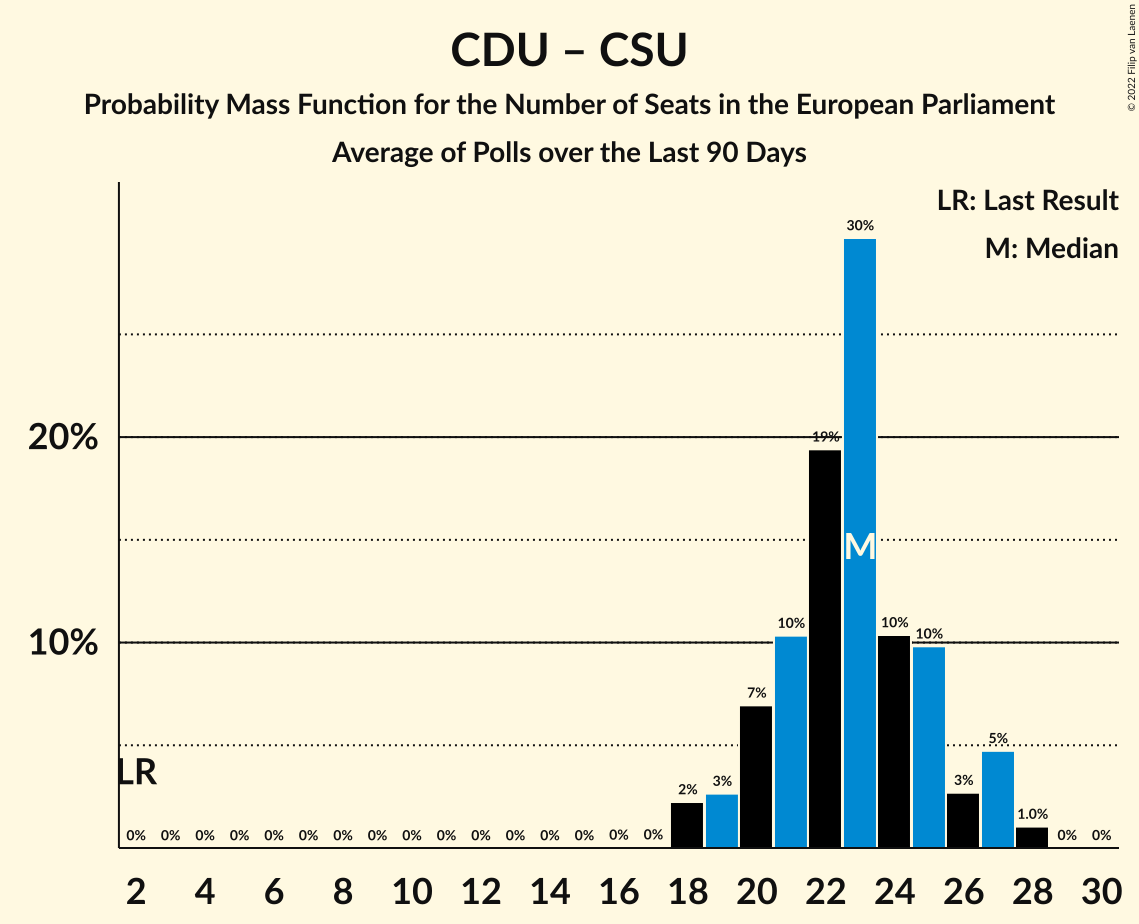 CDU – CSU
Probability Mass Function for the Number of Seats in the European Parliament
Average of Polls over the Last 90 Days
© 2022 Filip van Laenen
LR: Last Result
M: Median
30%
20%
19%
M
10%
10%
10%
10%
7%
5%
LR
3%
3%
2%
1.0%
0% 0% 0% 0% 0% 0% 0% 0% 0% 0% 0% 0% 0% 0% 0% 0% 0% 0%
2 4 6 8 10 12 14 16 18 20 22 24 26 28 30